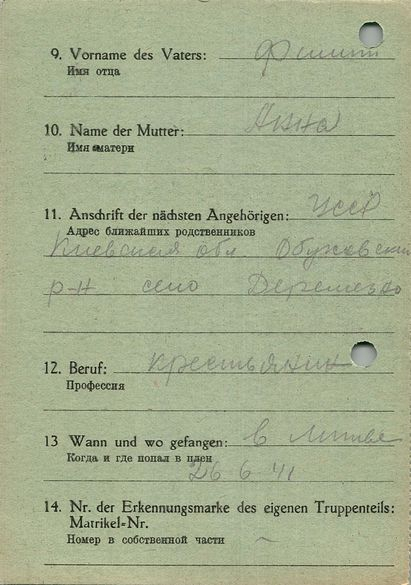 9. Vorname des Vaters: Филип
Имя отца
10. Name der Mutter: Анна
Имя матери
11. Anschrift der nächsten Angehörigen: УССР
Адрес ближайших родственников
Киевская обл Обуховский
р-н село
12. Beruf: крестьянин
Профессия
13 Wann und wo gefangen: в Литве
Когда и где попал в плен
26 6 41
14. Nr. der Erkennungsmarke des eigenen Truppenteils:
Matrikel=Nr.
Номер в собственной части –